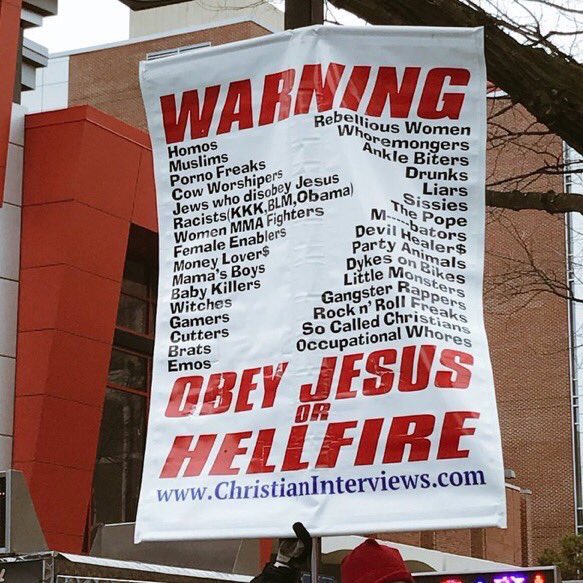 WARNING
Homos
Muslims
Porno Freaks
Cow Worshipers
Jews who disobey Jesus
Racists(KKK,BLM,Obama)
Women MMA Fighters
Female Enablers
Money Lover$
Mama's Boys
Baby Killers
Witches
Gamers
Cutters
Brats
Emos
Rebellious Women
Whoremongers
Ankle Biters
Drunks
Liars
Sissies
The Pope
M----bators
Devil Healer$
Party Animals
Dykes on Bikes
Little Monsters
Gangster Rappers
Rock n' Roll Freaks
So Called Christians
Occupational Whores
OBEY JESUS
OR
HELLFIRE
www.ChristianInterviews.com